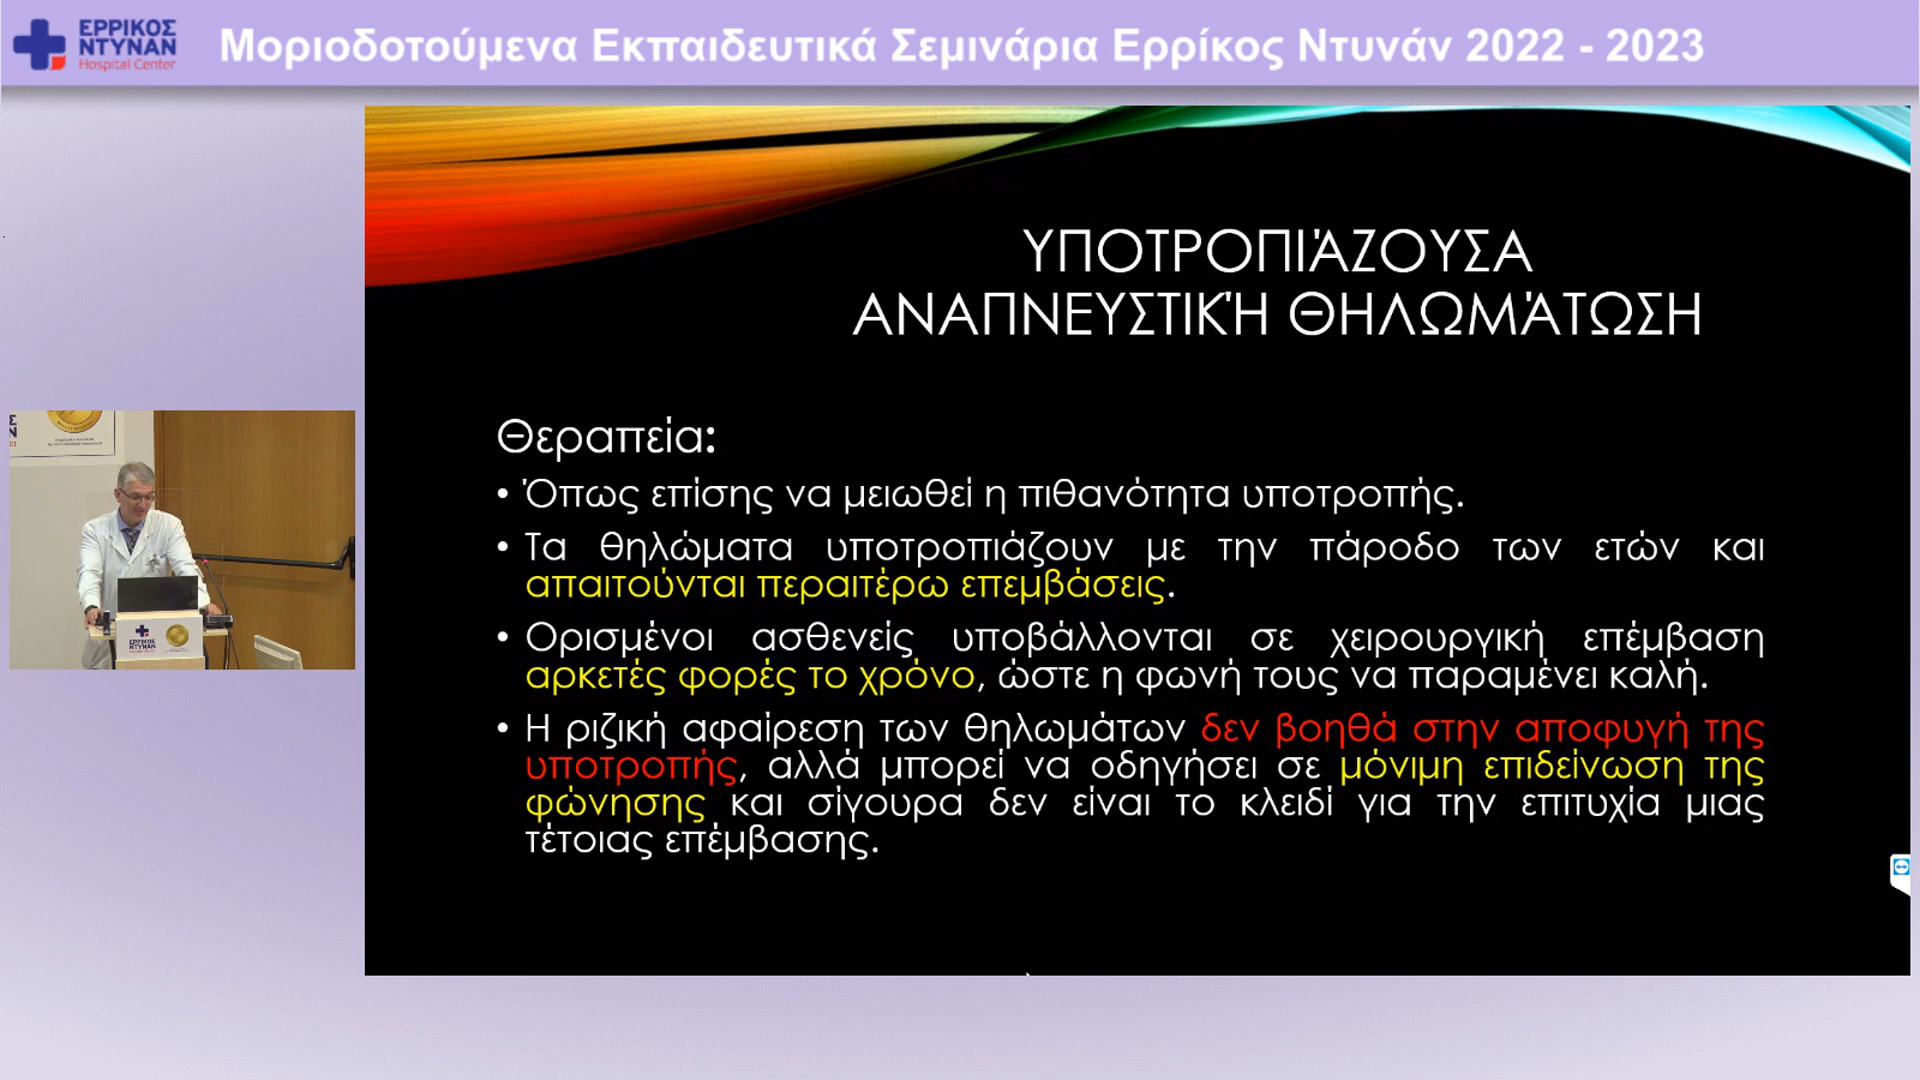 ΕΡΡΙΚΟΣ
ΝΤΥΝΑΝ
Hospital Center
Μοριοδοτούμενα Εκπαιδευτικά Σεμινάρια Ερρίκος Ντυνάν 2022 - 2023
ΥΠΟΤΡΟΠΙΆΖΟΥΣΑ
ΑΝΑΠΝΕΥΣΤΙΚΉ ΘΗΛΩΜΆΤΩΣΗ
Θεραπεία:
• Όπως επίσης να μειωθεί η πιθανότητα υποτροπής.
• Τα θηλώματα υποτροπιάζουν με την πάροδο των ετών και
απαιτούνται περαιτέρω επεμβάσεις.
• Ορισμένοι ασθενείς υποβάλλονται σε χειρουργική επέμβαση
αρκετές φορές το χρόνο, ώστε η φωνή τους να παραμένει καλή.
• Η ριζική αφαίρεση των θηλωμάτων δεν βοηθά στην αποφυγή της
υποτροπής, αλλά μπορεί να οδηγήσει σε μόνιμη επιδείνωση της
φώνησης και σίγουρα δεν είναι το κλειδί για την επιτυχία μιας
τέτοιας επέμβασης.
ΕΡΡΙΚΟΣ
ΝΤΥΝΑΝ